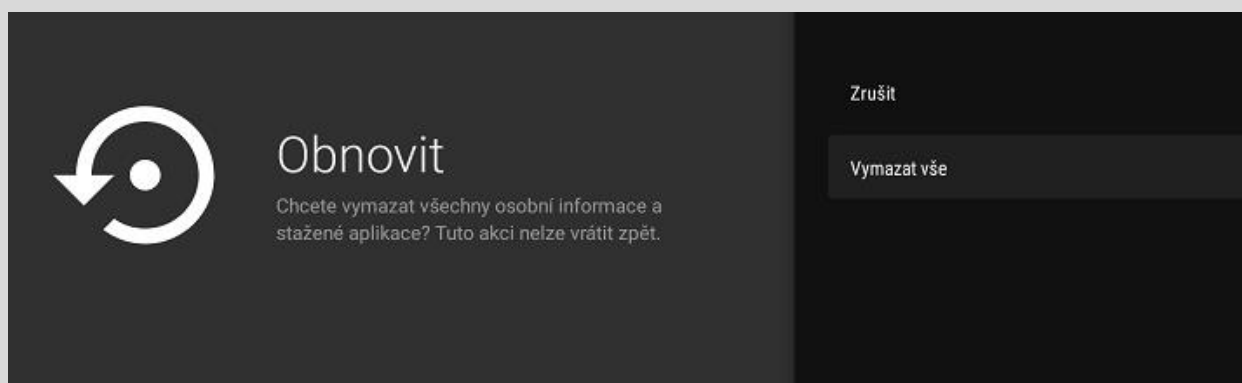 Obnovit
Chcete vymazat všechny osobní informace a
stažené aplikace? Tuto akci nelze vrátit zpět.
Zrušit
Vymazat vše